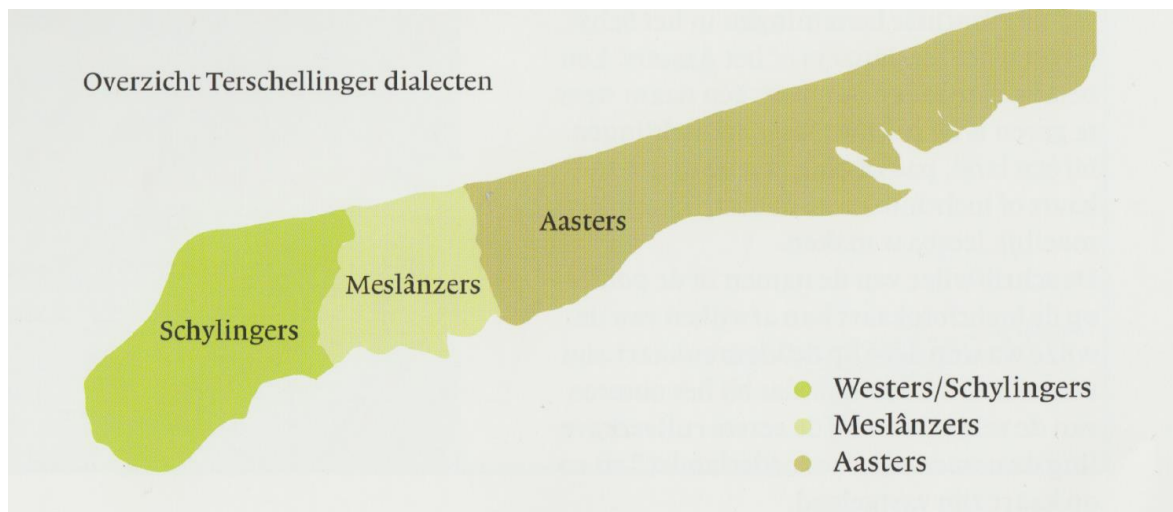 Overzicht Terschellinger dialecten
Aasters
Meslânzers
Schylingers
Westers/Schylingers
Meslânzers
Aasters